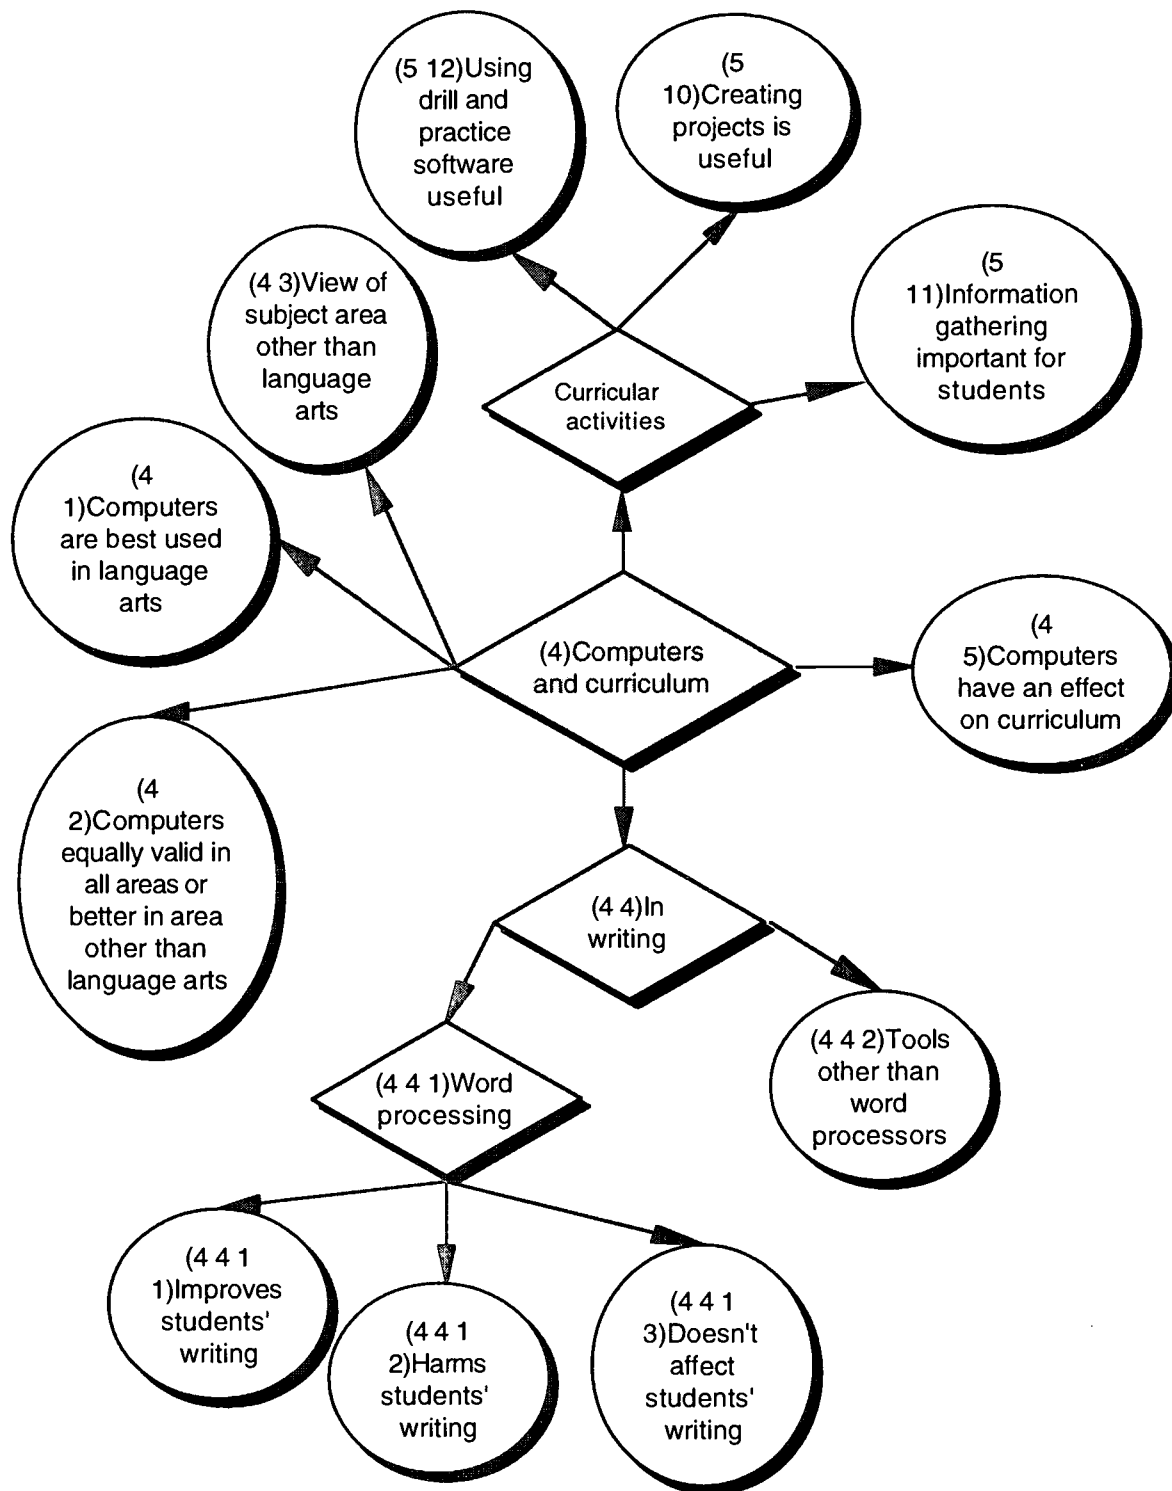 (5 12)Using
drill and
practice
software
useful
(5
10)Creating
projects is
useful
(4 3)View of
subject area
other than
language
arts
(5
11)Information
gathering
important for
students
Curricular
activities
(4
1)Computers
are best used
in language
arts
(4)Computers
and curriculum
(4
5)Computers
have an effect
on curriculum
(4
2)Computers
equally valid in
all areas or
better in area
other than
language arts
(4 4)In
writing
(4 4 1)Word
processing
(4 4 2)Tools
other than
word
processors
(4 4 1
1)Improves
students'
writing
(4 4 1
2)Harms
students'
writing
(4 4 1
3)Doesn't
affect
students'
writing